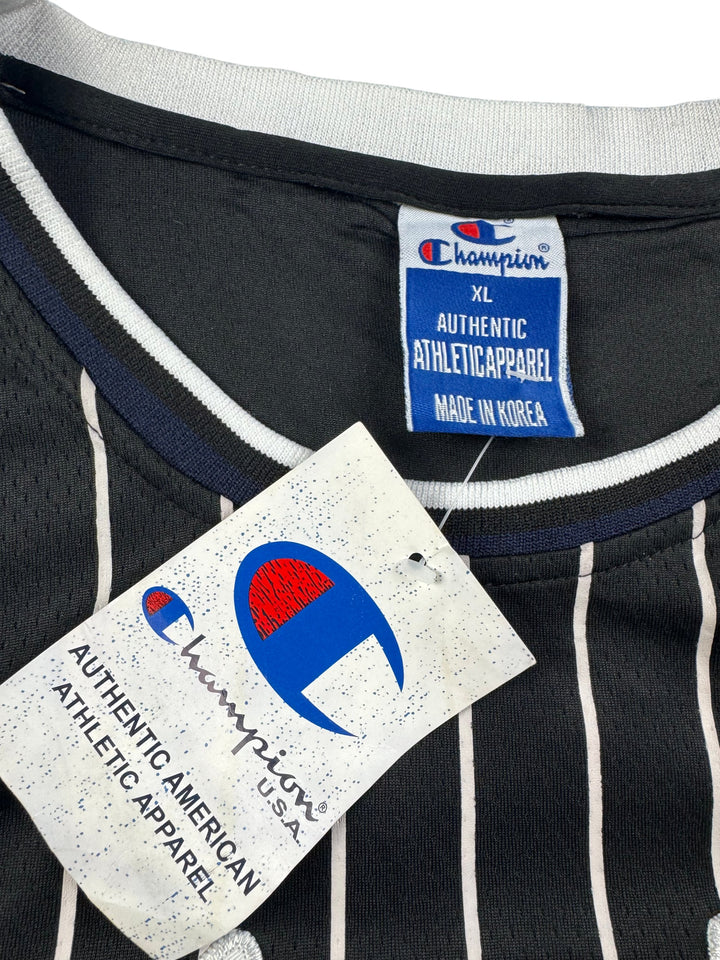 Champion®
XL
AUTHENTIC
ATHLETICAPPAREL
MADE IN KOREA
Champion®
U.S.A.
AUTHENTIC AMERICAN
ATHLETIC APPAREL